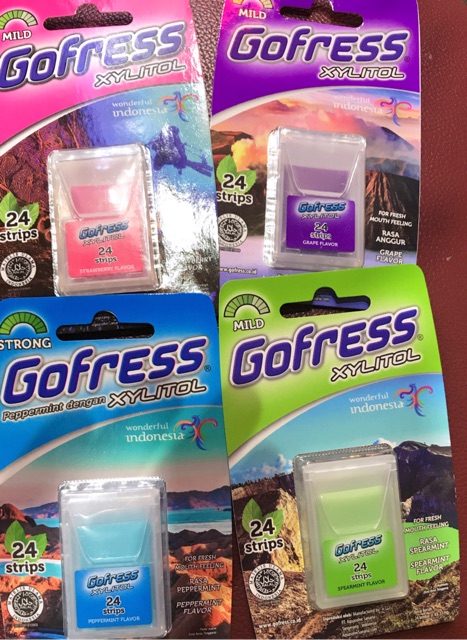 MILD
Gofress
XYLITOL
wonderful
indonesia
24
strips
Gofress
XYLITOL
24
strips
STRAWBERRY FLAVOR
MILD
Gofress
XYLITOL
wonderful
indonesia
24
strips
Gofress
XYLITOL
24
strips
GRAPE FLAVOR
FOR FRESH
MOUTH FEELING
RASA
ANGGUR
GRAPE
FLAVOR
www.gofress.co.id
STRONG
Gofress
Peppermint dengan XYLITOL
wonderful
indonesia
24
strips
Gofress
XYLITOL
24
strips
PEPPERMINT FLAVOR
FOR FRESH
MOUTH FEELING
RASA
PEPPERMINT
PEPPERMINT
FLAVOR
MILD
Gofress
XYLITOL
wonderful
indonesia
24
strips
Gofress
XYLITOL
24
strips
SPEARMINT FLAVOR
FOR FRESH
MOUTH FEELING
RASA
SPEARMINT
SPEARMINT
FLAVOR